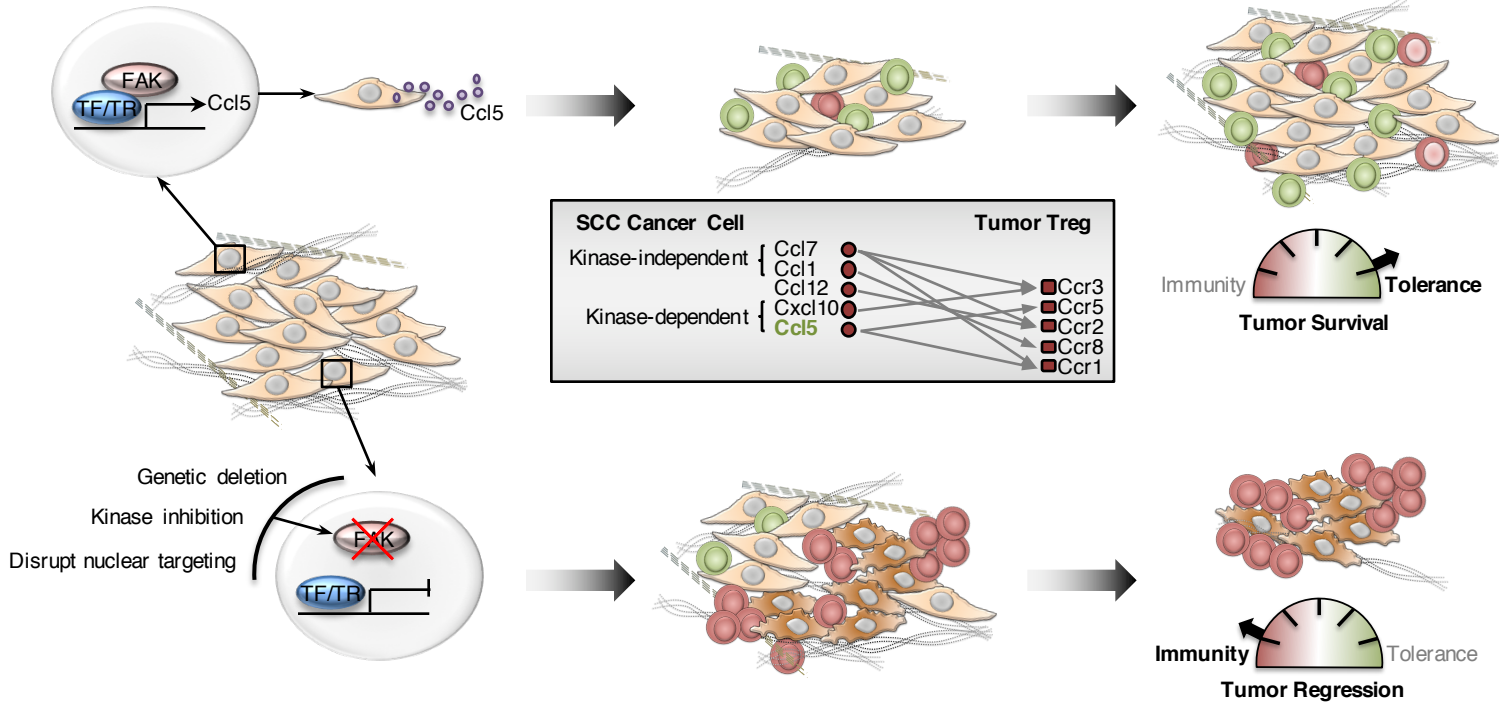 FAK
TF/TR
Ccl5
Ccl5
SCC Cancer Cell
Tumor Treg
Kinase-independent
Ccl7
Ccl1
Ccl12
Kinase-dependent
Cxcl10
Ccl5
Ccr3
Ccr5
Ccr2
Ccr8
Ccr1
Immunity
Tolerance
Tumor Survival
Genetic deletion
Kinase inhibition
Disrupt nuclear targeting
FAK
TF/TR
Immunity
Tolerance
Tumor Regression